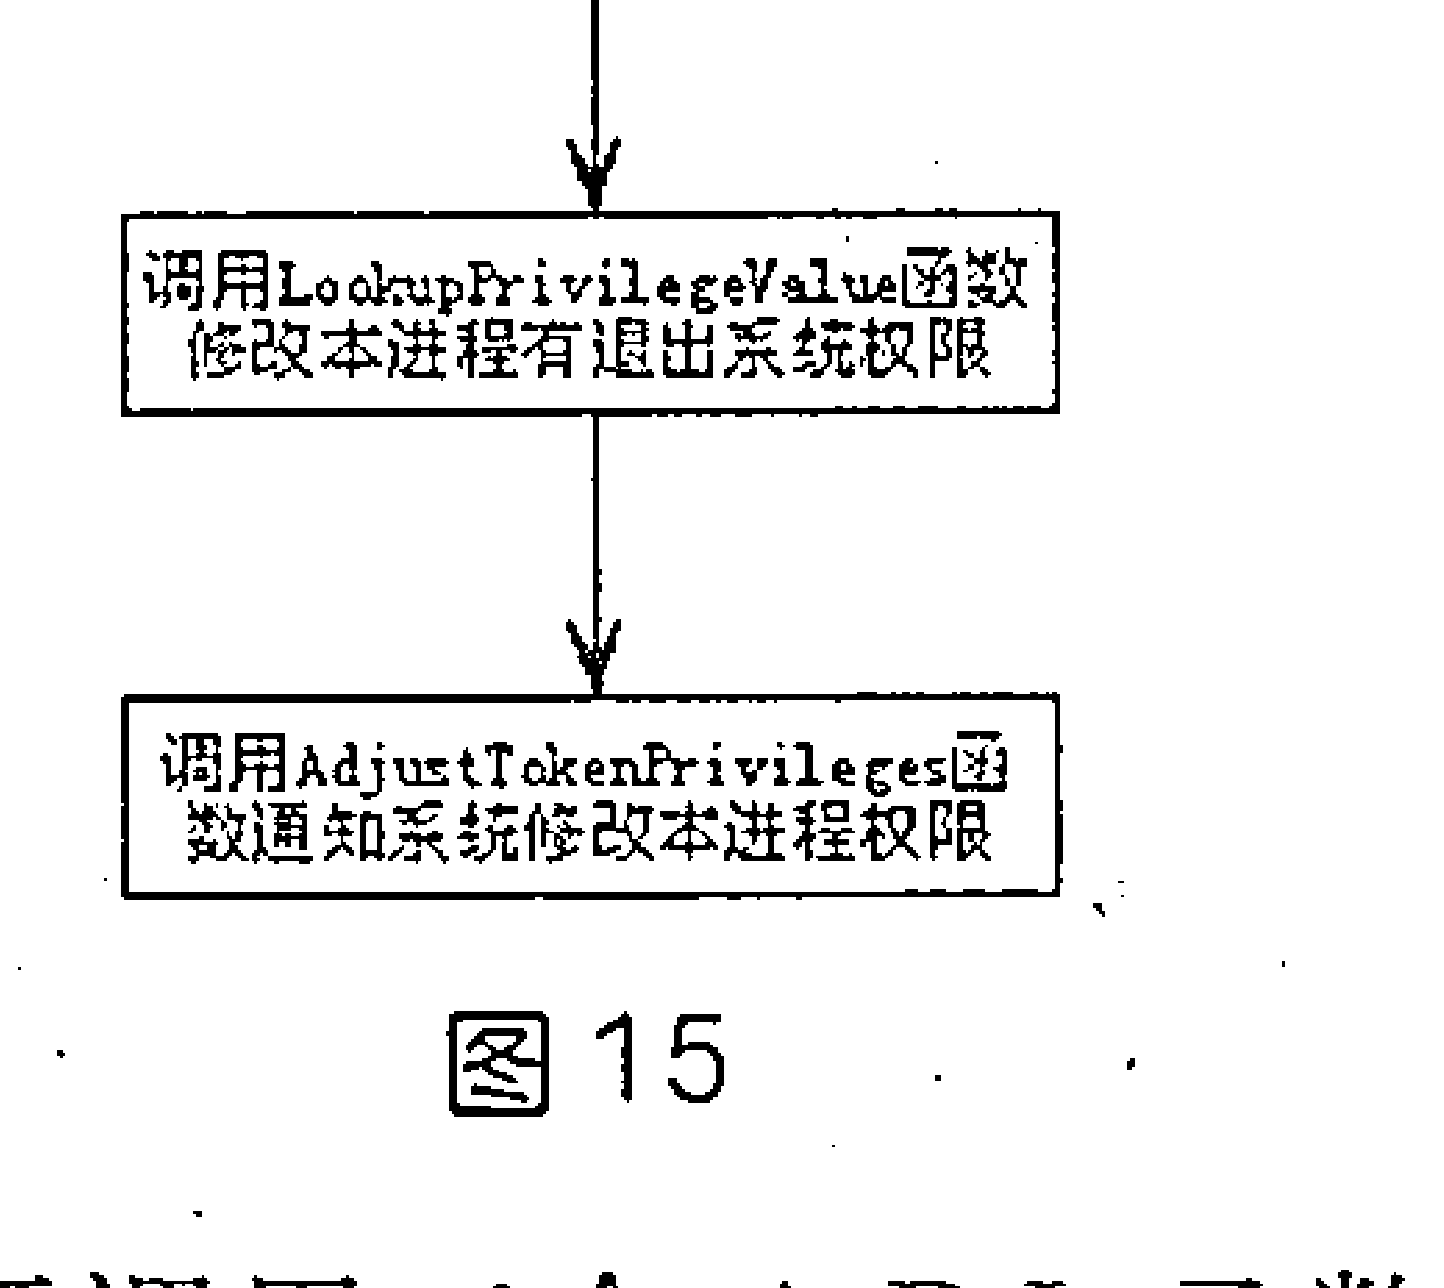 调用LookupPrivilegeValue函数
修改本进程有退出系统权限
调用AdjustTokenPrivileges函
数通知系统修改本进程权限
图 15